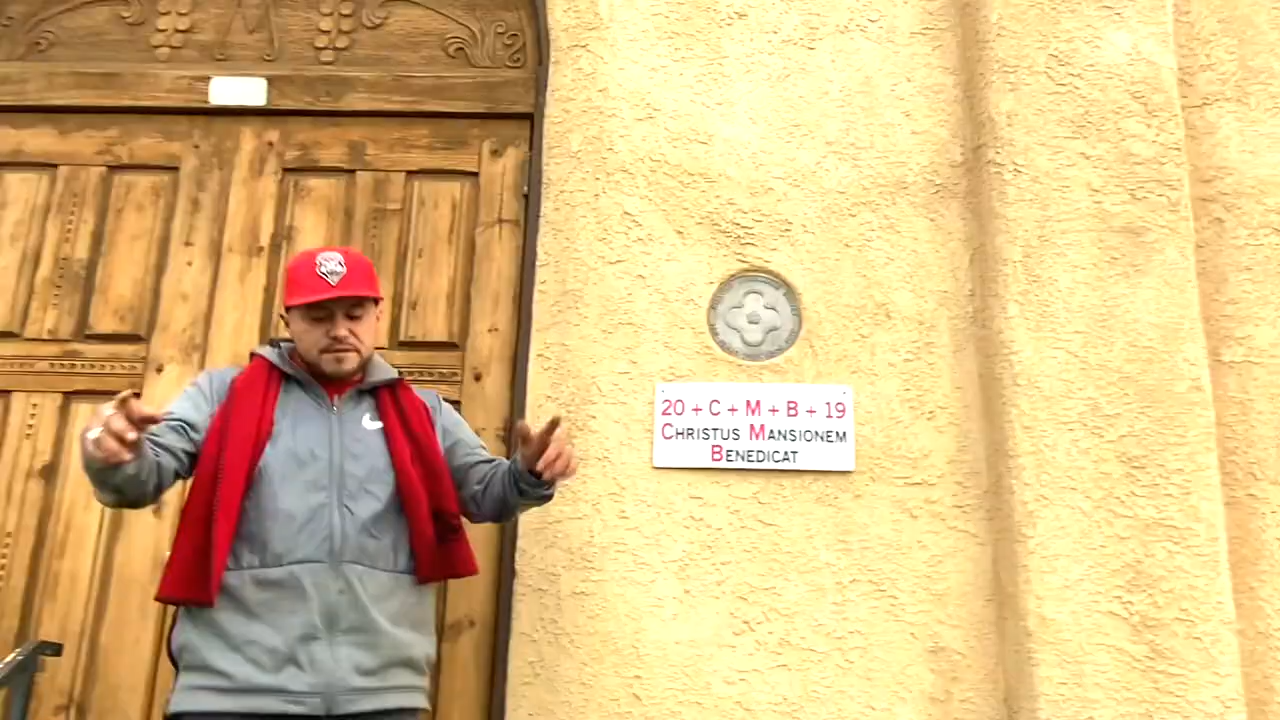 20 + C + M + B + 19
CHRISTUS MANSIONEM
BENEDICAT